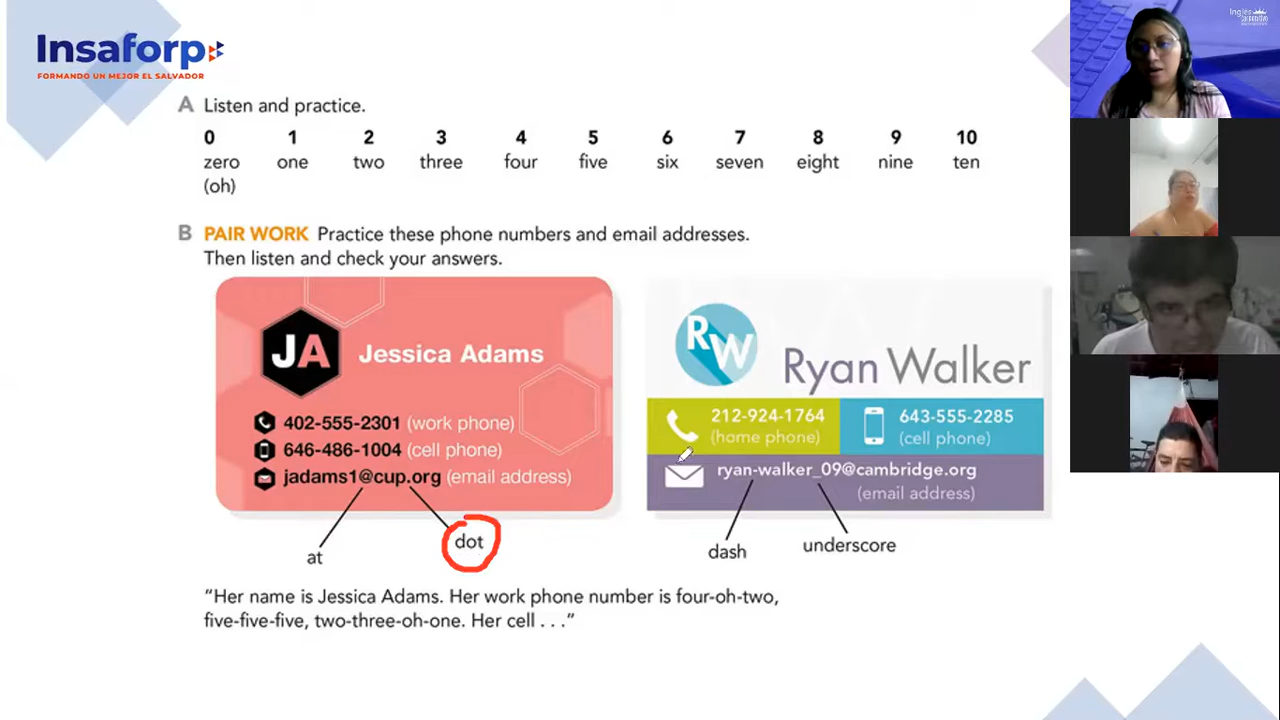 Insaforp
FORMANDO UN MEJOR EL SALVADOR
A Listen and practice.
0 1 2 3 4 5 6 7 8 9 10
zero one two three four five six seven eight nine ten
(oh)
B PAIR WORK Practice these phone numbers and email addresses.
Then listen and check your answers.
JA Jessica Adams
402-555-2301 (work phone)
646-486-1004 (cell phone)
jadams1@cup.org (email address)
at
dot
RW Ryan Walker
212-924-1764
(home phone)
643-555-2285
(cell phone)
ryan-walker_09@cambridge.org
(email address)
dash
underscore
“Her name is Jessica Adams. Her work phone number is four-oh-two,
five-five-five, two-three-oh-one. Her cell . . .”
Ingles